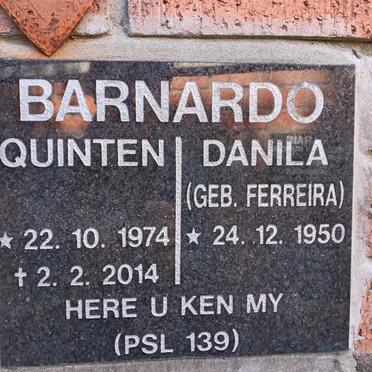 BARNARDO
QUINTEN DANILA
(GEB. FERREIRA)
★ 22. 10. 1974 ★ 24. 12. 1950
✝ 2. 2. 2014
HERE U KEN MY
(PSL 139)